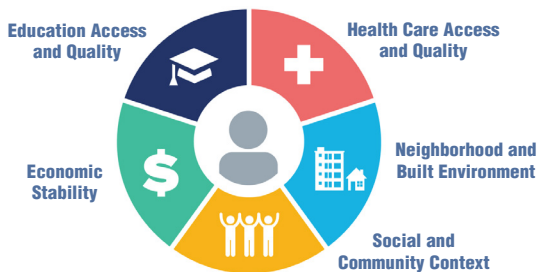 Education Access
and Quality
Health Care Access
and Quality
Economic
Stability
$
Neighborhood and
Built Environment
Social and
Community Context